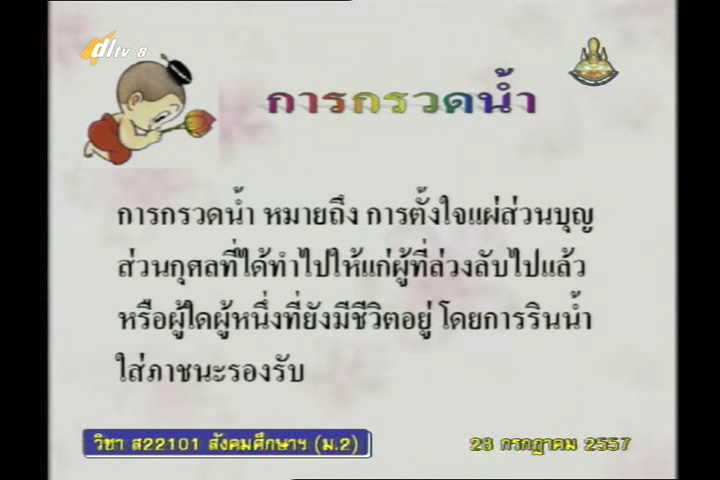 dltv 8
การกรวดน้ำ
การกรวดน้ำ หมายถึง การตั้งใจแผ่ส่วนบุญ
ส่วนกุศลที่ได้ทำไปให้แก่ผู้ที่ล่วงลับไปแล้ว
หรือผู้ใดผู้หนึ่งที่ยังมีชีวิตอยู่ โดยการรินน้ำ
ใส่ภาชนะรองรับ
วิชา ส22101 สังคมศึกษาฯ (ม.2)
23 กรกฎาคม 2557